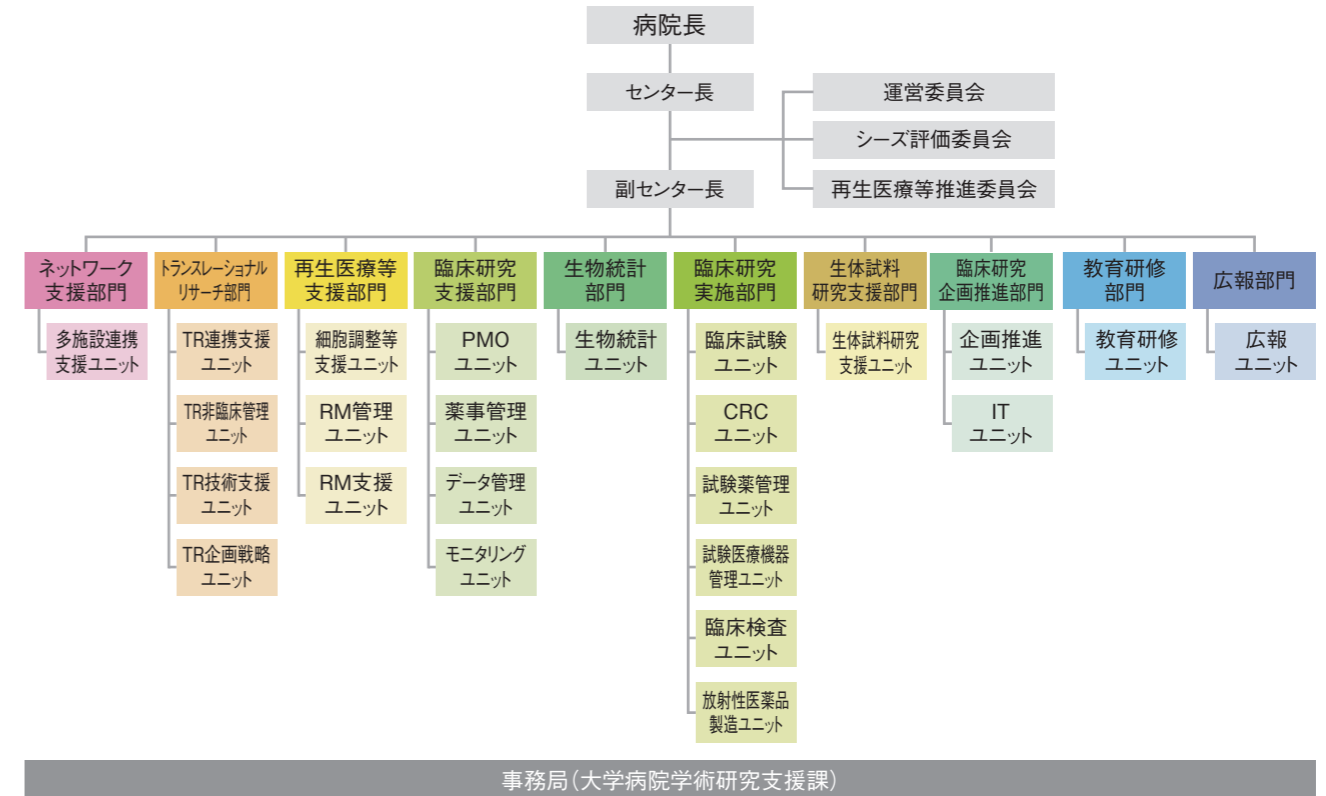 病院長
センター長
運営委員会
シーズ評価委員会
副センター長
再生医療等推進委員会
ネットワーク
支援部門
多施設連携
支援ユニット
トランスレーショナル
リサーチ部門
TR連携支援
ユニット
TR非臨床管理
ユニット
TR技術支援
ユニット
TR企画戦略
ユニット
再生医療等
支援部門
細胞調整等
支援ユニット
RM管理
ユニット
RM支援
ユニット
臨床研究
支援部門
PMO
ユニット
薬事管理
ユニット
データ管理
ユニット
モニタリング
ユニット
生物統計
部門
生物統計
ユニット
臨床研究
実施部門
臨床試験
ユニット
CRC
ユニット
試験薬管理
ユニット
試験医療機器
管理ユニット
臨床検査
ユニット
放射性医薬品
製造ユニット
生体試料
研究支援部門
生体試料研究
支援ユニット
臨床研究
企画推進部門
企画推進
ユニット
IT
ユニット
教育研修
部門
教育研修
ユニット
広報部門
広報
ユニット
事務局（大学病院学術研究支援課）